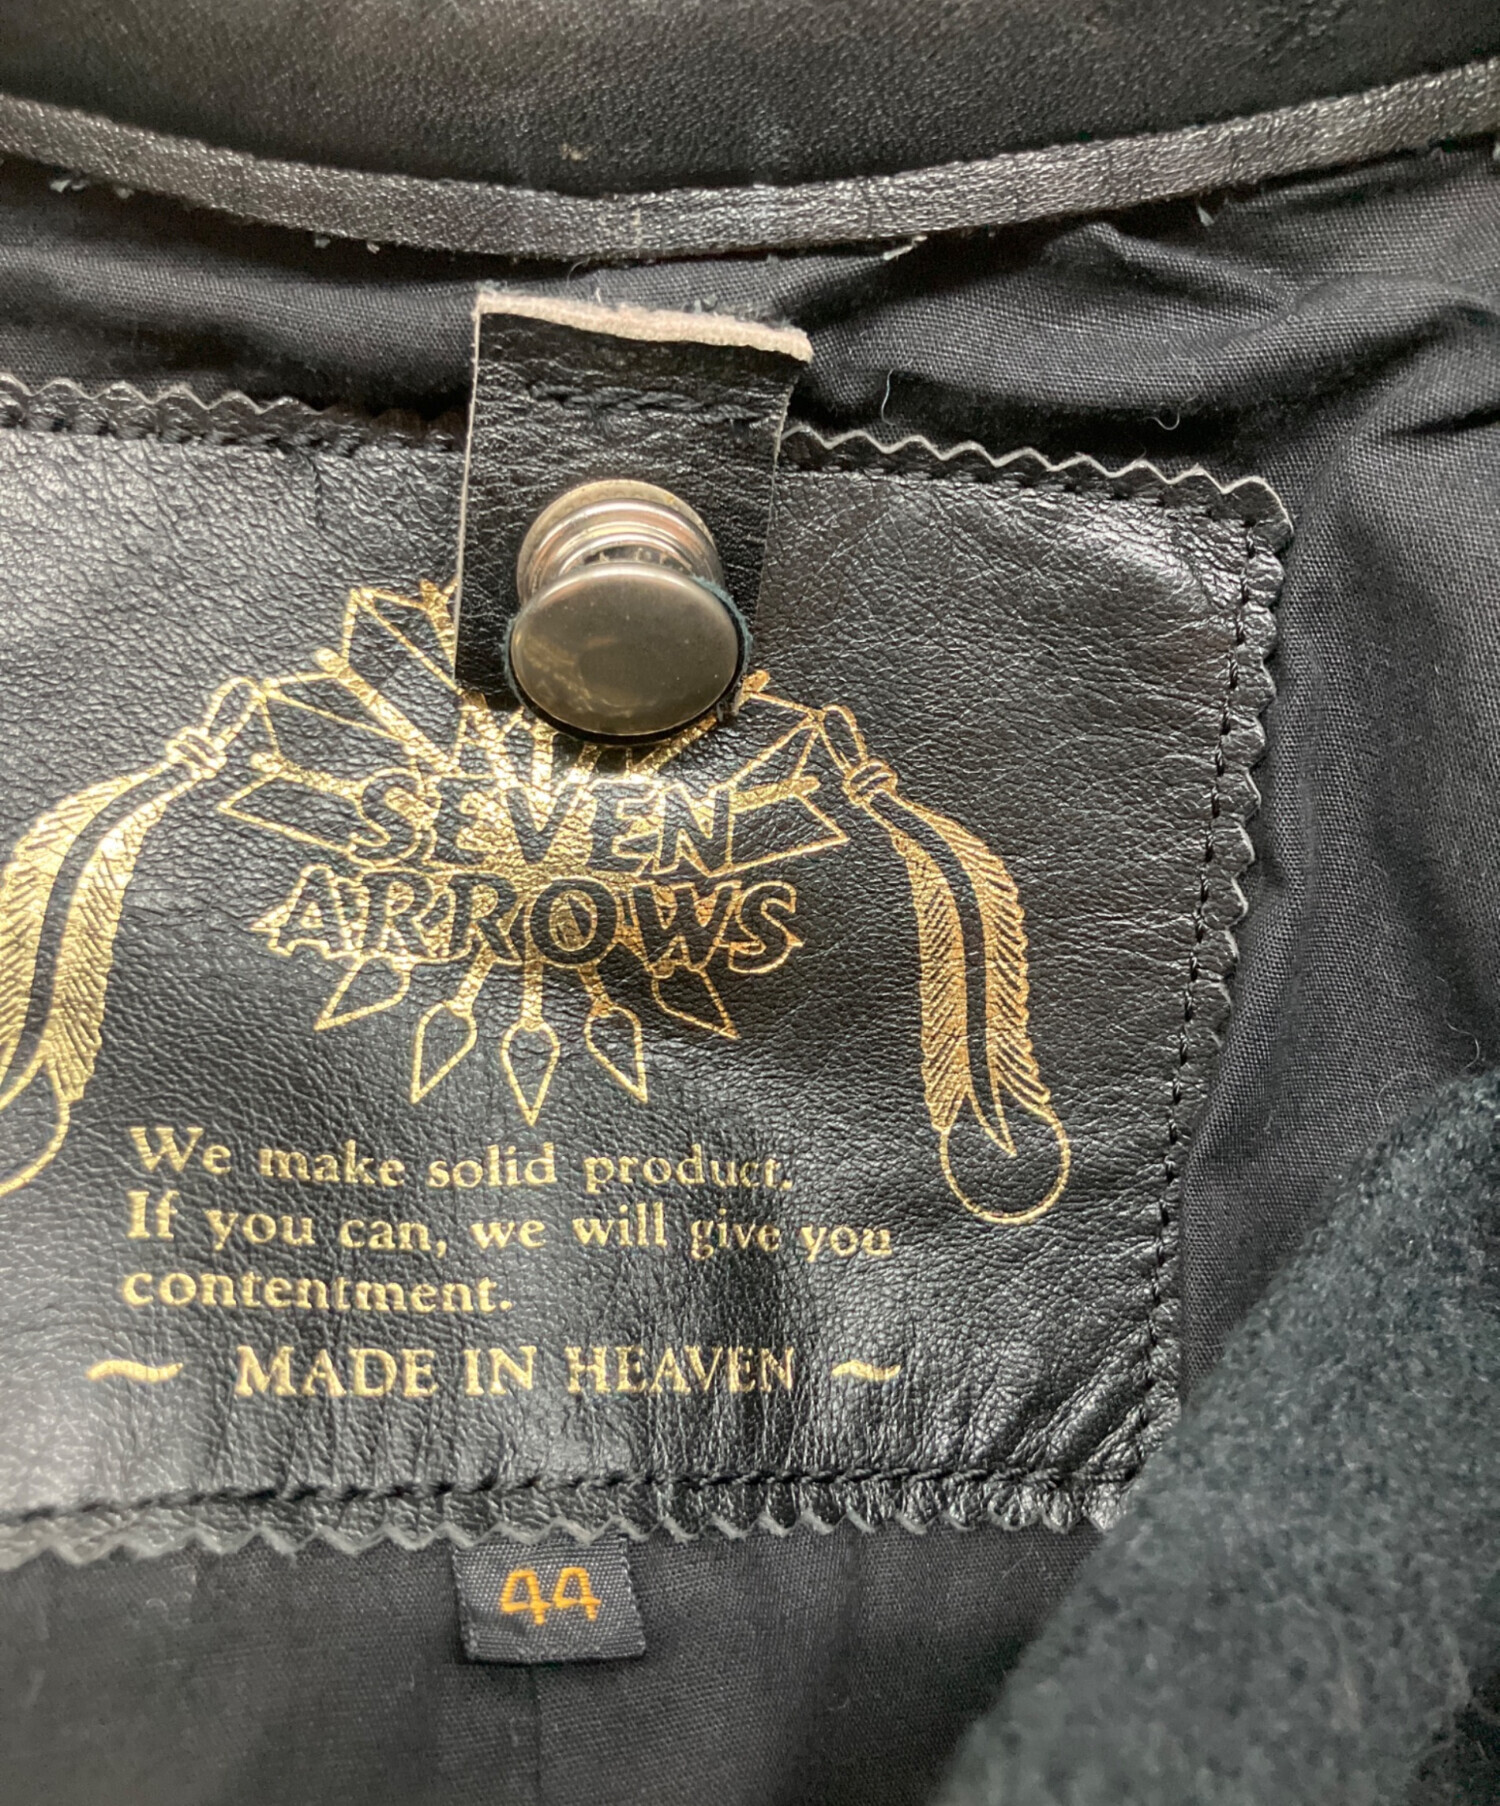 SEVEN
ARROWS
We make solid product.
If you can, we will give you
contentment.
~ MADE IN HEAVEN ~
44